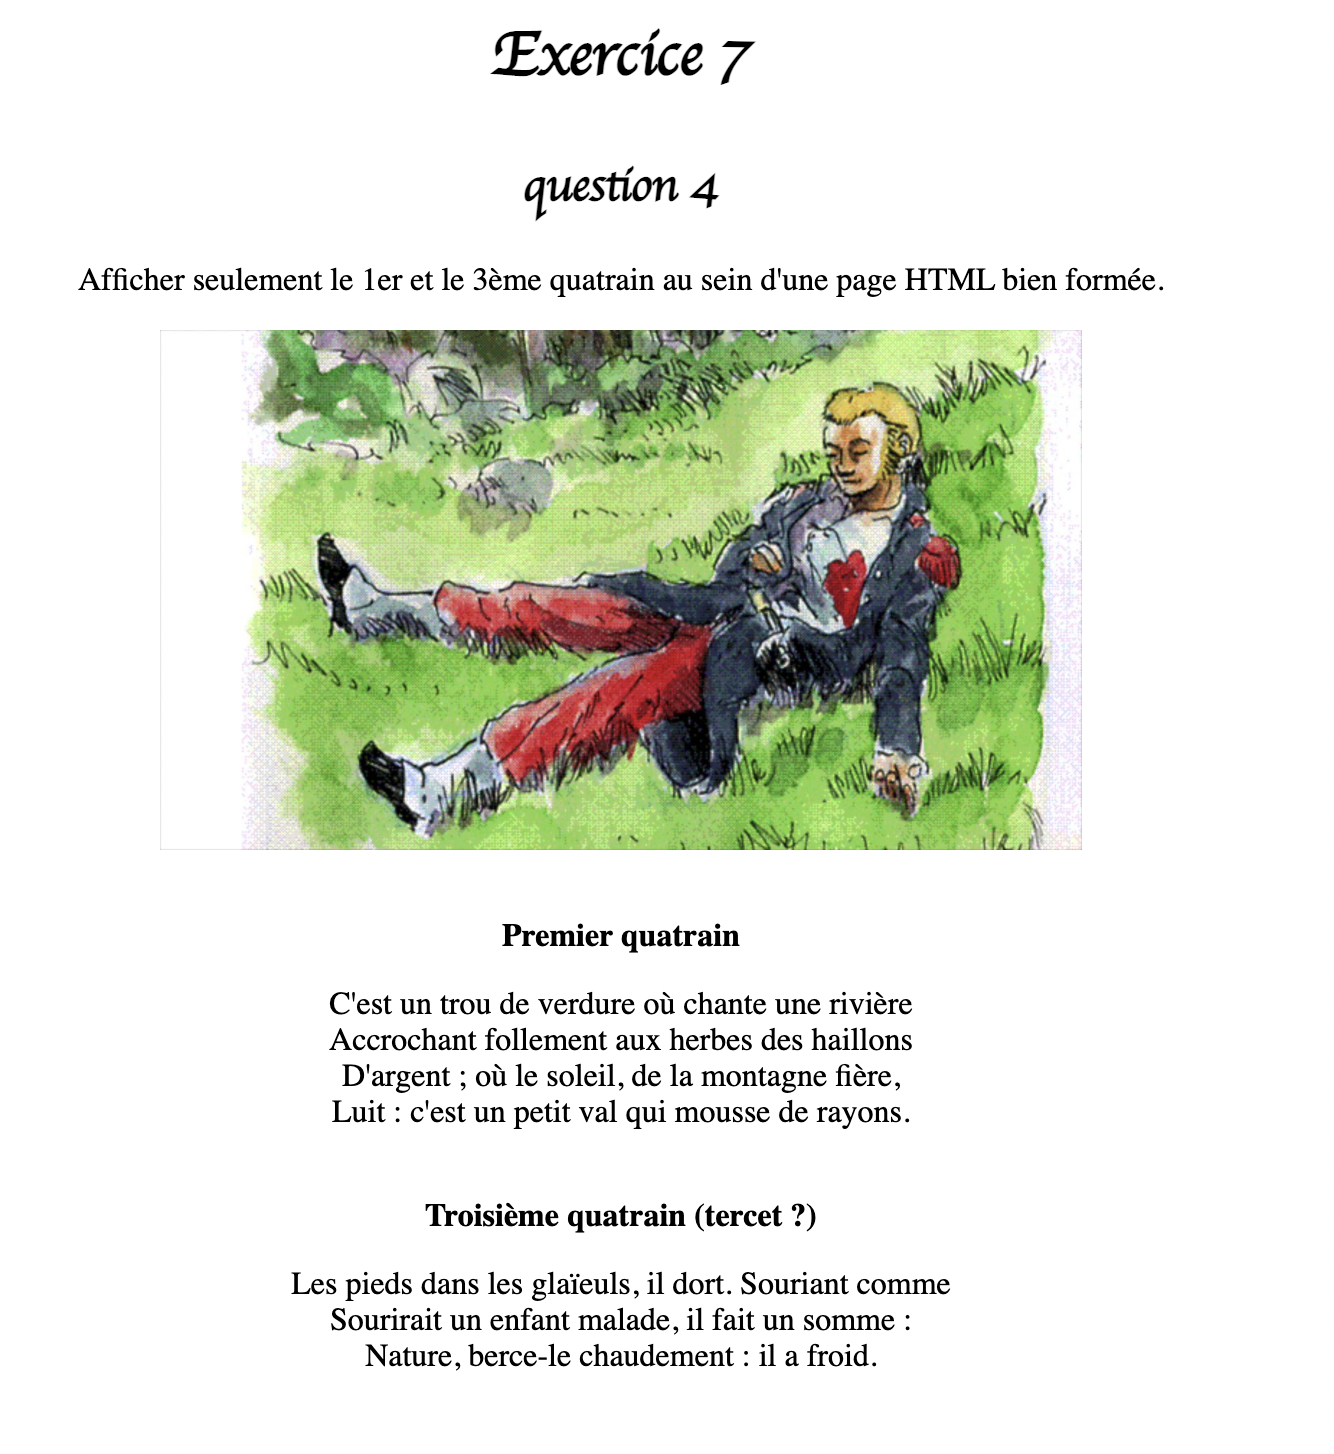 Exercice 7
question 4
Afficher seulement le 1er et le 3ème quatrain au sein d'une page HTML bien formée.
Premier quatrain
C'est un trou de verdure où chante une rivière
Accrochant follement aux herbes des haillons
D'argent ; où le soleil, de la montagne fière,
Luit : c'est un petit val qui mousse de rayons.
Troisième quatrain (tercet ?)
Les pieds dans les glaïeuls, il dort. Souriant comme
Sourirait un enfant malade, il fait un somme :
Nature, berce-le chaudement : il a froid.